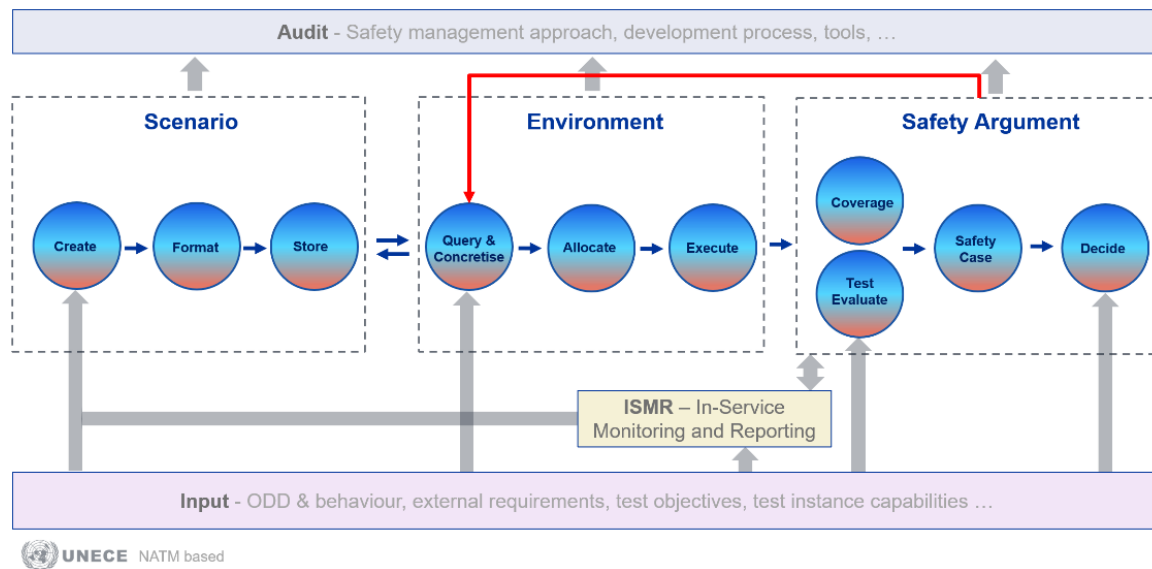 Audit - Safety management approach, development process, tools, …
Scenario
Environment
Safety Argument
Create
Format
Store
Query &
Concretise
Allocate
Execute
Coverage
Test
Evaluate
Safety
Case
Decide
ISMR – In-Service
Monitoring and Reporting
Input - ODD & behaviour, external requirements, test objectives, test instance capabilities …
UNECE NATM based